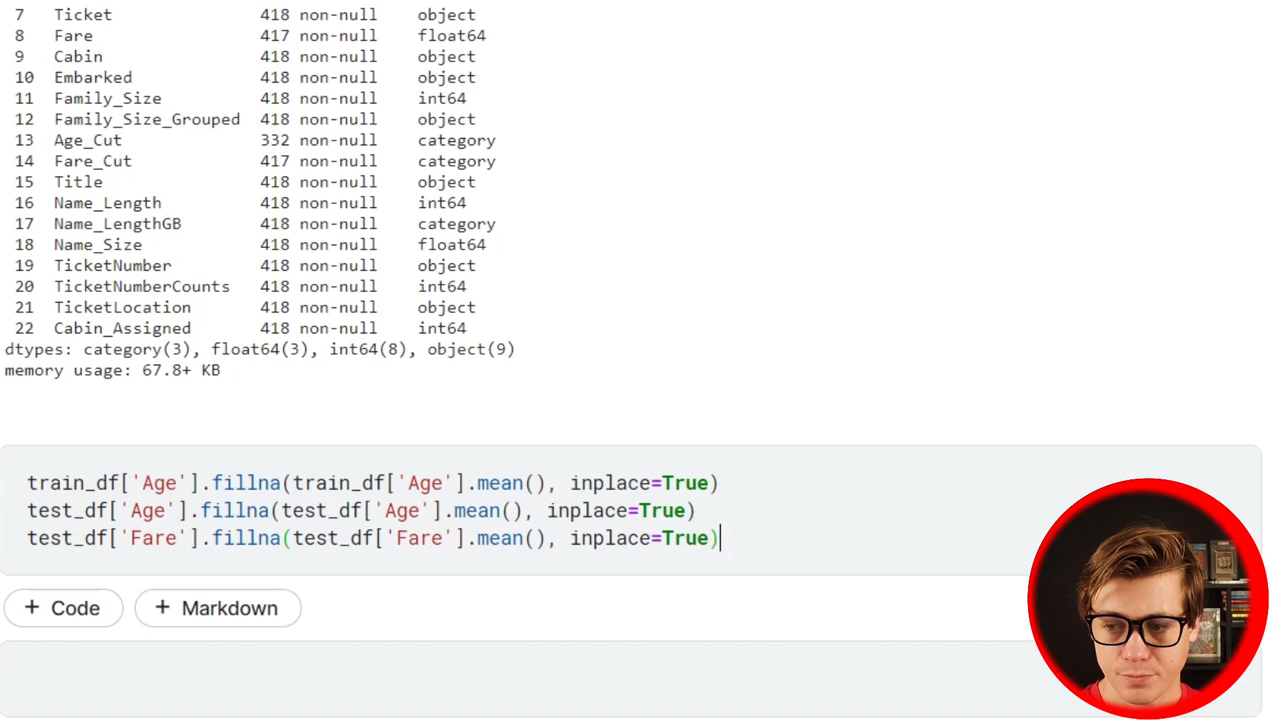 7 Ticket 418 non-null object
8 Fare 417 non-null float64
9 Cabin 418 non-null object
10 Embarked 418 non-null object
11 Family_Size 418 non-null int64
12 Family_Size_Grouped 418 non-null object
13 Age_Cut 332 non-null category
14 Fare_Cut 417 non-null category
15 Title 418 non-null object
16 Name_Length 418 non-null int64
17 Name_LengthGB 418 non-null category
18 Name_Size 418 non-null float64
19 TicketNumber 418 non-null object
20 TicketNumberCounts 418 non-null int64
21 TicketLocation 418 non-null object
22 Cabin_Assigned 418 non-null int64
dtypes: category(3), float64(3), int64(8), object(9)
memory usage: 67.8+ KB
train_df['Age'].fillna(train_df['Age'].mean(), inplace=True)
test_df['Age'].fillna(test_df['Age'].mean(), inplace=True)
test_df['Fare'].fillna(test_df['Fare'].mean(), inplace=True)
+ Code + Markdown